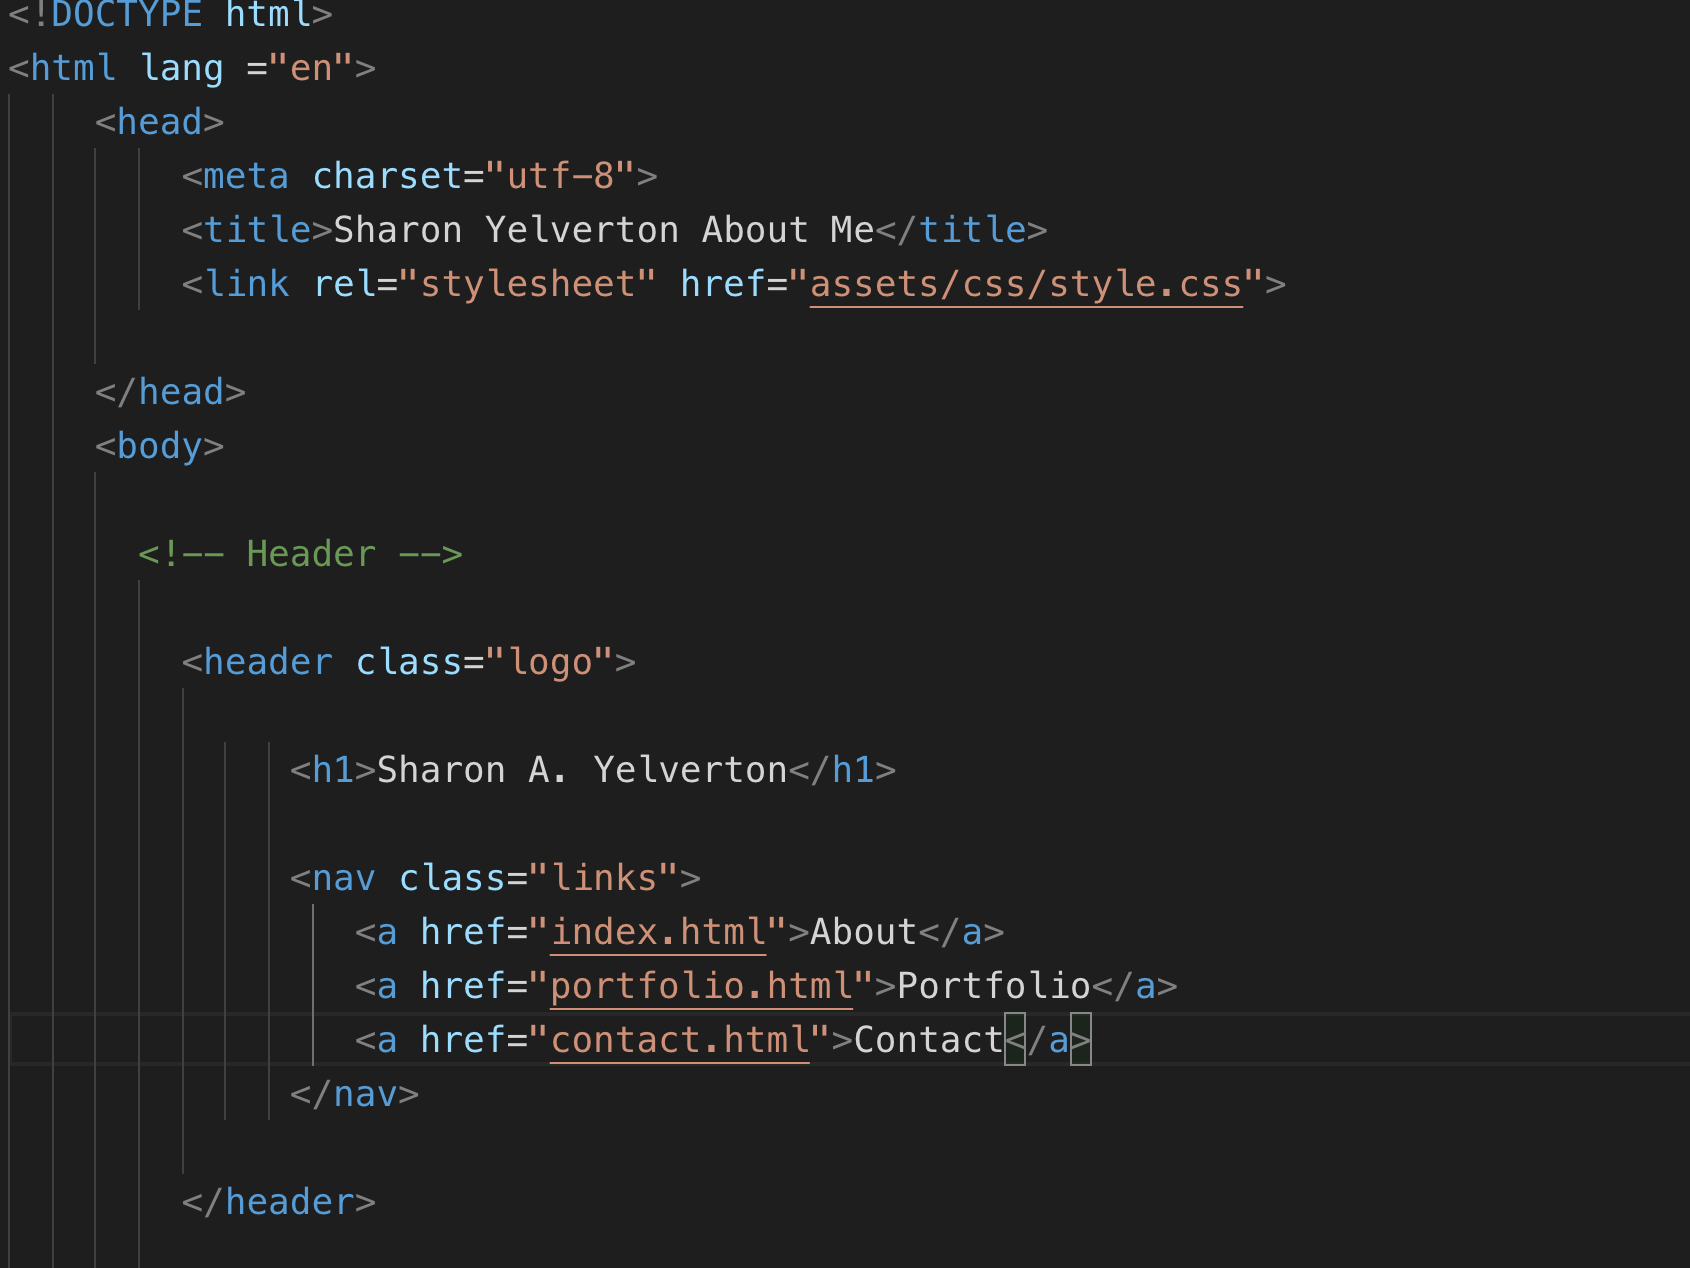 <!DOCTYPE html>
<html lang ="en">
<head>
<meta charset="utf-8">
<title>Sharon Yelverton About Me</title>
<link rel="stylesheet" href="assets/css/style.css">
</head>
<body>
<!-- Header -->
<header class="logo">
<h1>Sharon A. Yelverton</h1>
<nav class="links">
<a href="index.html">About</a>
<a href="portfolio.html">Portfolio</a>
<a href="contact.html">Contact</a>
</nav>
</header>